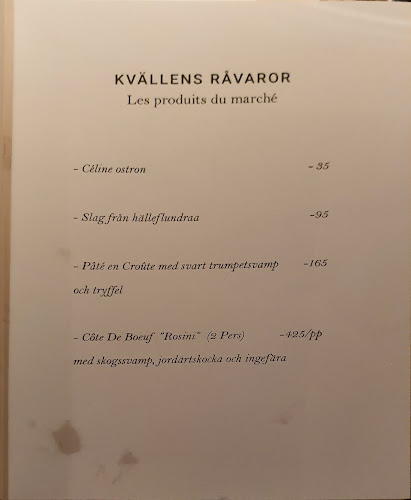 KVÄLLENS RÅVAROR
Les produits du marché
- Céline ostron - 35
- Slag från hälleflundraa -95
- Pâté en Croûte med svart trumpetsvamp -165
och tryffel
- Côte De Boeuf "Rosini" (2 Pers) -425/pp
med skogssvamp, jordärtskocka och ingefära